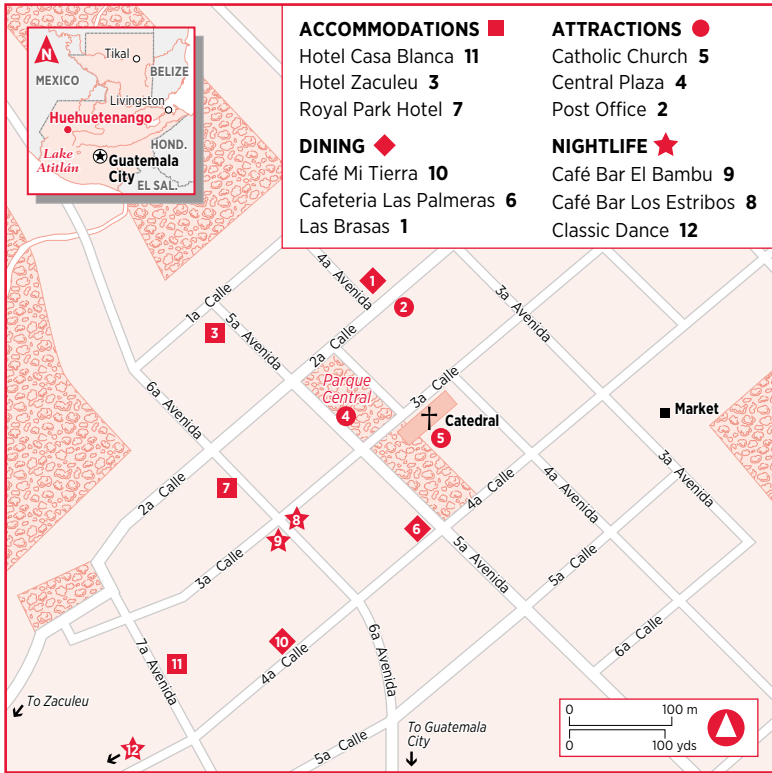 N
Tikal
MEXICO
BELIZE
Livingston
Huehuetenango
Lake
Atitlán
HOND.
Guatemala
City
EL SAL.
ACCOMMODATIONS
Hotel Casa Blanca 11
Hotel Zaculeu 3
Royal Park Hotel 7
DINING
Café Mi Tierra 10
Cafeteria Las Palmeras 6
Las Brasas 1
ATTRACTIONS
Catholic Church 5
Central Plaza 4
Post Office 2
NIGHTLIFE
Café Bar El Bambu 9
Café Bar Los Estribos 8
Classic Dance 12
4a Avenida
1
2
3a Avenida
1a Calle
3
5a Avenida
2a Calle
Parque
Central
4
3a Calle
Catedral
5
Market
6a Avenida
2a Calle
7
8
9
6
4a Calle
4a Avenida
3a Avenida
3a Calle
5a Avenida
5a Calle
10
4a Calle
6a Avenida
6a Calle
7a Avenida
11
To Zaculeu
12
5a Calle
To Guatemala
City
0 100 m
0 100 yds